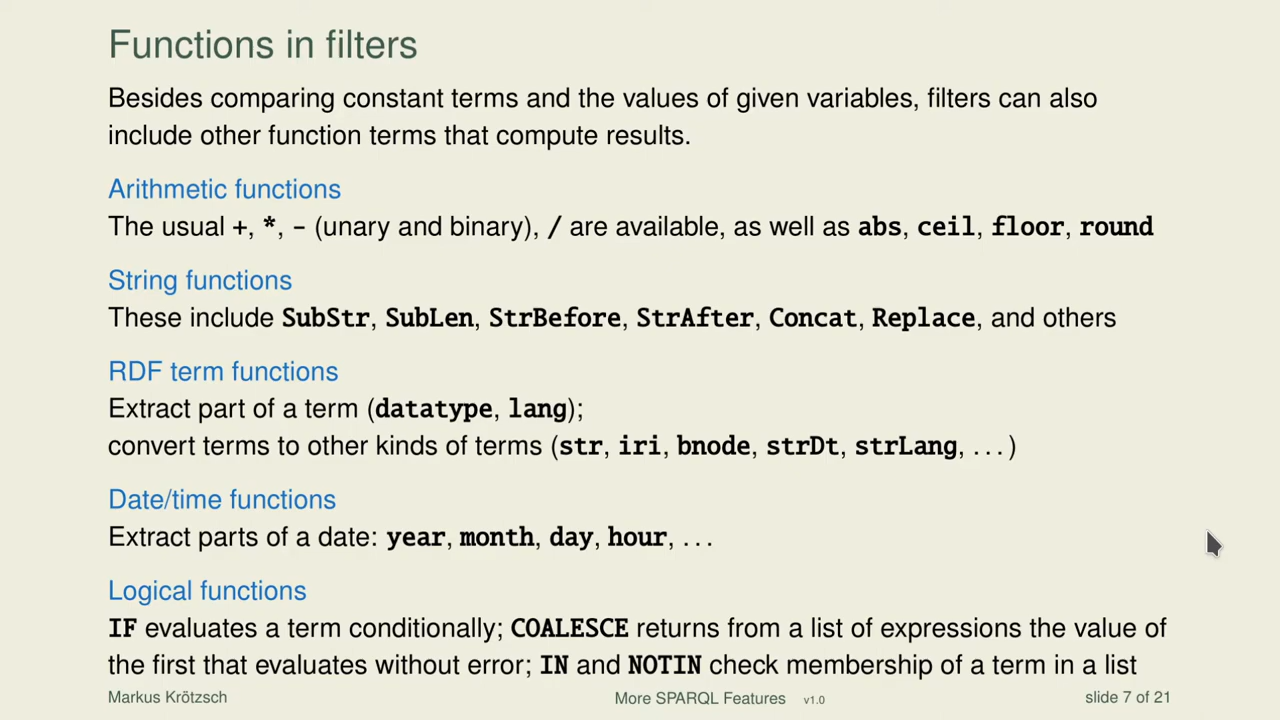 Functions in filters
Besides comparing constant terms and the values of given variables, filters can also
include other function terms that compute results.
Arithmetic functions
The usual +, *, - (unary and binary), / are available, as well as abs, ceil, floor, round
String functions
These include SubStr, SubLen, StrBefore, StrAfter, Concat, Replace, and others
RDF term functions
Extract part of a term (datatype, lang);
convert terms to other kinds of terms (str, iri, bnode, strDt, strLang, ...)
Date/time functions
Extract parts of a date: year, month, day, hour, ...
Logical functions
IF evaluates a term conditionally; COALESCE returns from a list of expressions the value of
the first that evaluates without error; IN and NOTIN check membership of a term in a list
Markus Krötzsch More SPARQL Features v1.0 slide 7 of 21